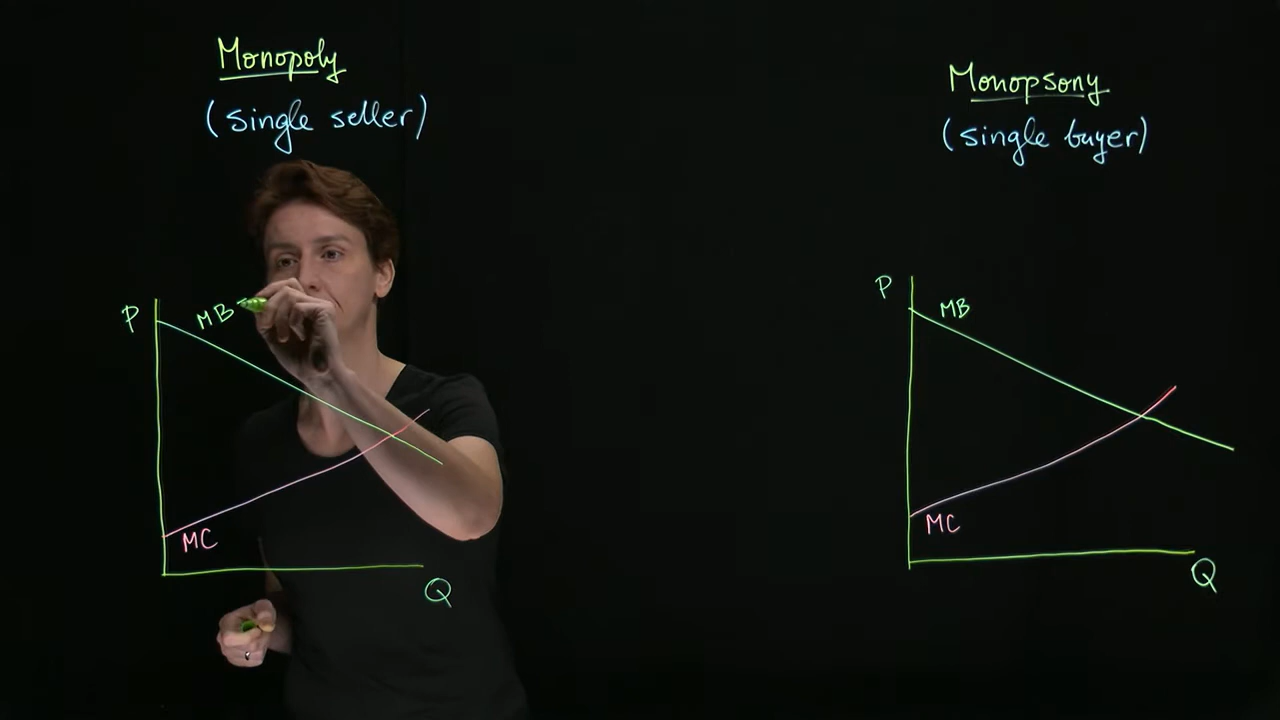 Monopoly
(single seller)
P
MB
MC
Q
Monopsony
(single buyer)
P
MB
MC
Q